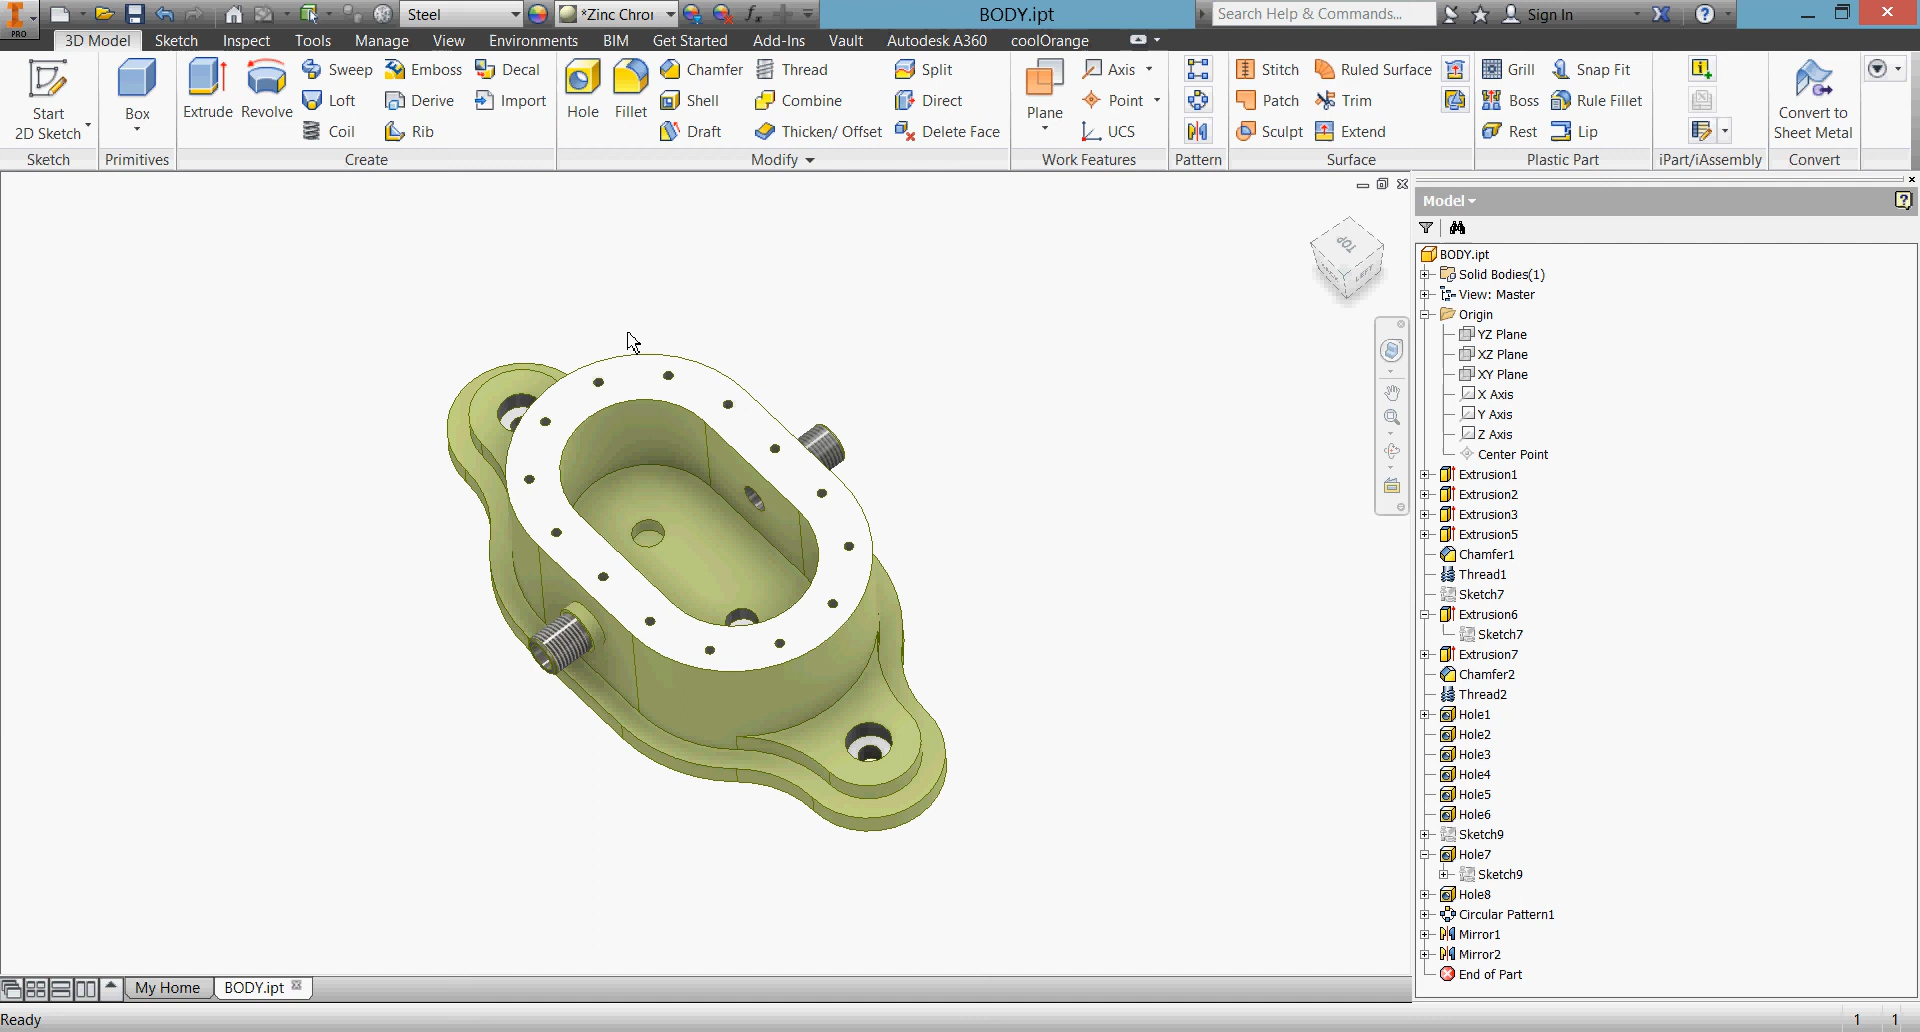 PRO
Steel
*Zinc Chror
BODY.ipt
Search Help & Commands...
Sign In
3D Model
Sketch
Inspect
Tools
Manage
View
Environments
BIM
Get Started
Add-Ins
Vault
Autodesk A360
coolOrange
Start
2D Sketch
Sketch
Box
Primitives
Extrude
Revolve
Sweep
Loft
Coil
Emboss
Derive
Rib
Decal
Import
Create
Hole
Fillet
Chamfer
Shell
Draft
Thread
Combine
Thicken/ Offset
Split
Direct
Delete Face
Modify
Plane
Axis
Point
UCS
Work Features
Pattern
Stitch
Patch
Sculpt
Ruled Surface
Trim
Extend
Surface
Grill
Boss
Rest
Snap Fit
Rule Fillet
Lip
Plastic Part
iPart/iAssembly
Convert to
Sheet Metal
Convert
TOP
LEFT
Model
BODY.ipt
Solid Bodies(1)
View: Master
Origin
YZ Plane
XZ Plane
XY Plane
X Axis
Y Axis
Z Axis
Center Point
Extrusion1
Extrusion2
Extrusion3
Extrusion5
Chamfer1
Thread1
Sketch7
Extrusion6
Sketch7
Extrusion7
Chamfer2
Thread2
Hole1
Hole2
Hole3
Hole4
Hole5
Hole6
Sketch9
Hole7
Sketch9
Hole8
Circular Pattern1
Mirror1
Mirror2
End of Part
My Home
BODY.ipt
Ready
1
1